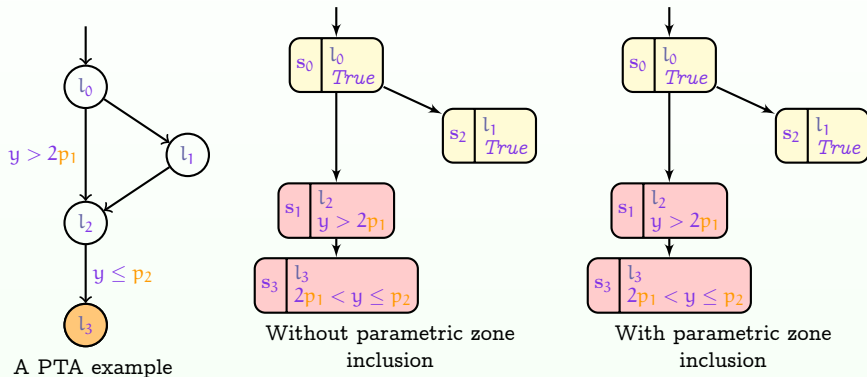 l₀
y > 2p₁
l₁
l₂
y ≤ p₂
l₃
A PTA example
s₀ l₀
True
s₂ l₁
True
s₁ l₂
y > 2p₁
s₃ l₃
2p₁ < y ≤ p₂
Without parametric zone
inclusion
s₀ l₀
True
s₂ l₁
True
s₁ l₂
y > 2p₁
s₃ l₃
2p₁ < y ≤ p₂
With parametric zone
inclusion